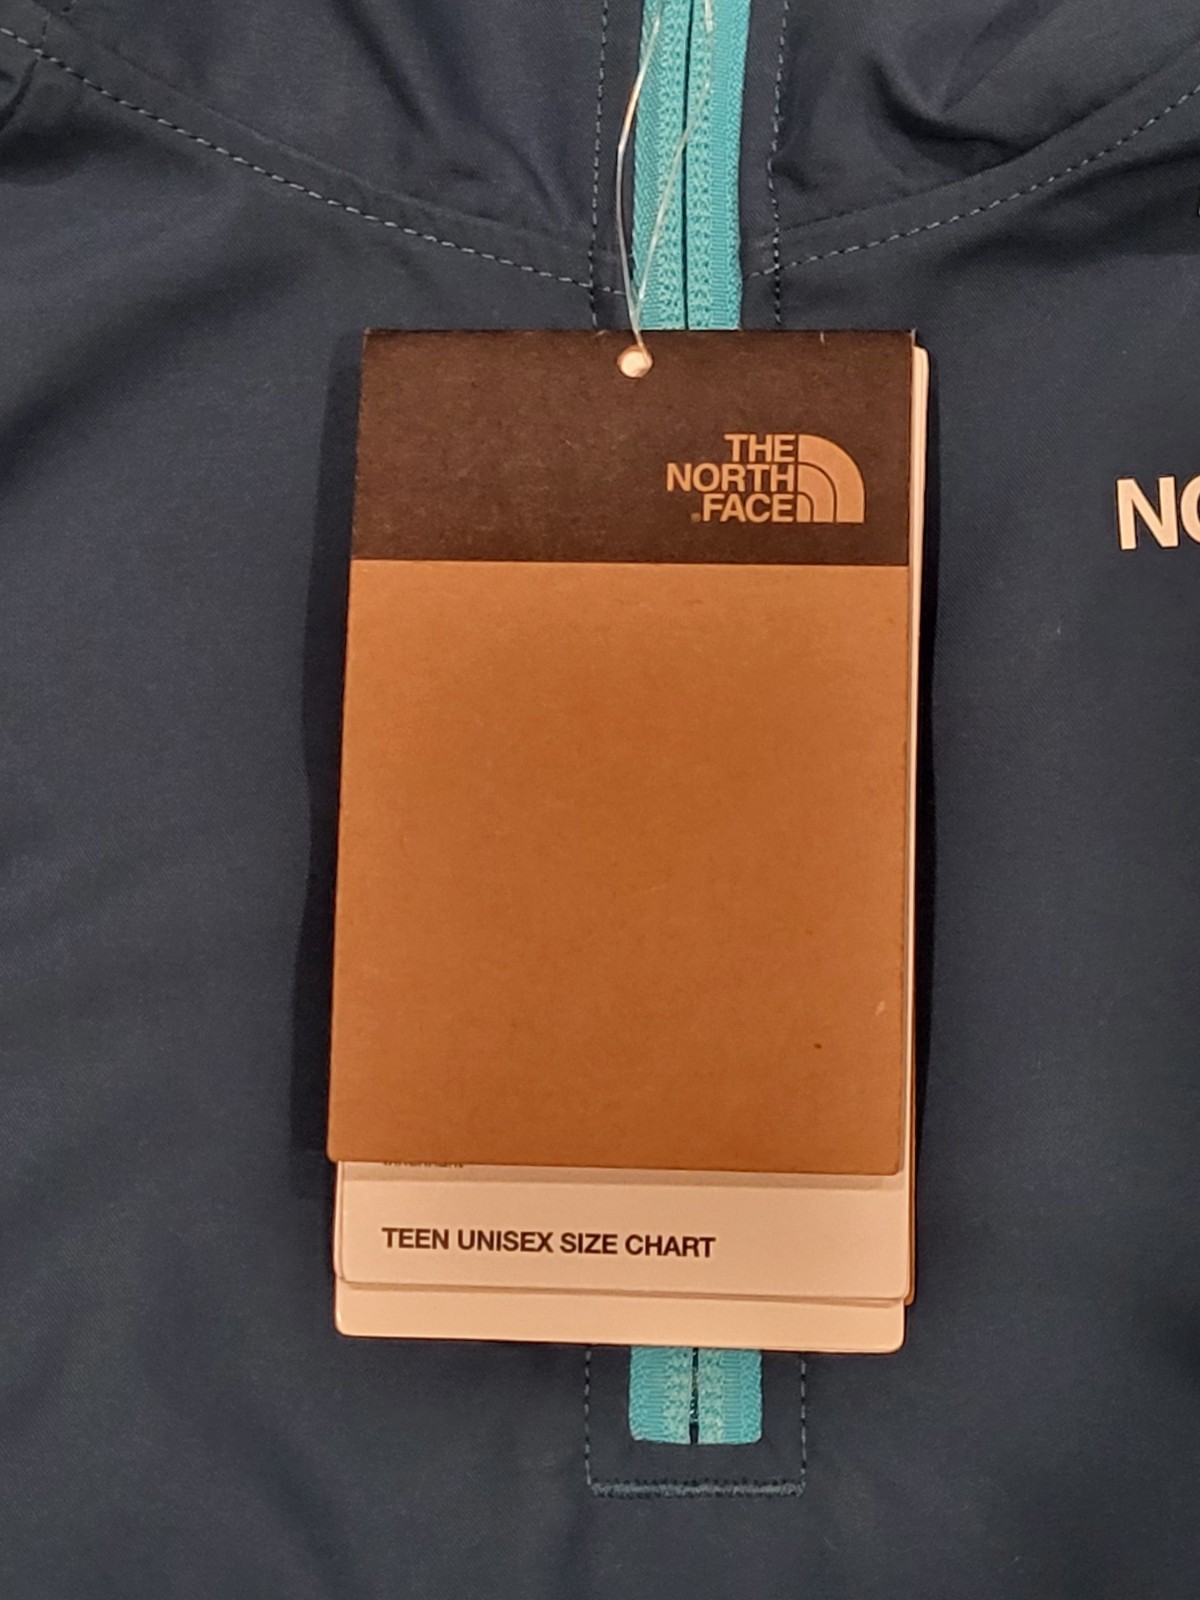 THE
NORTH
FACE
NO
TEEN UNISEX SIZE CHART